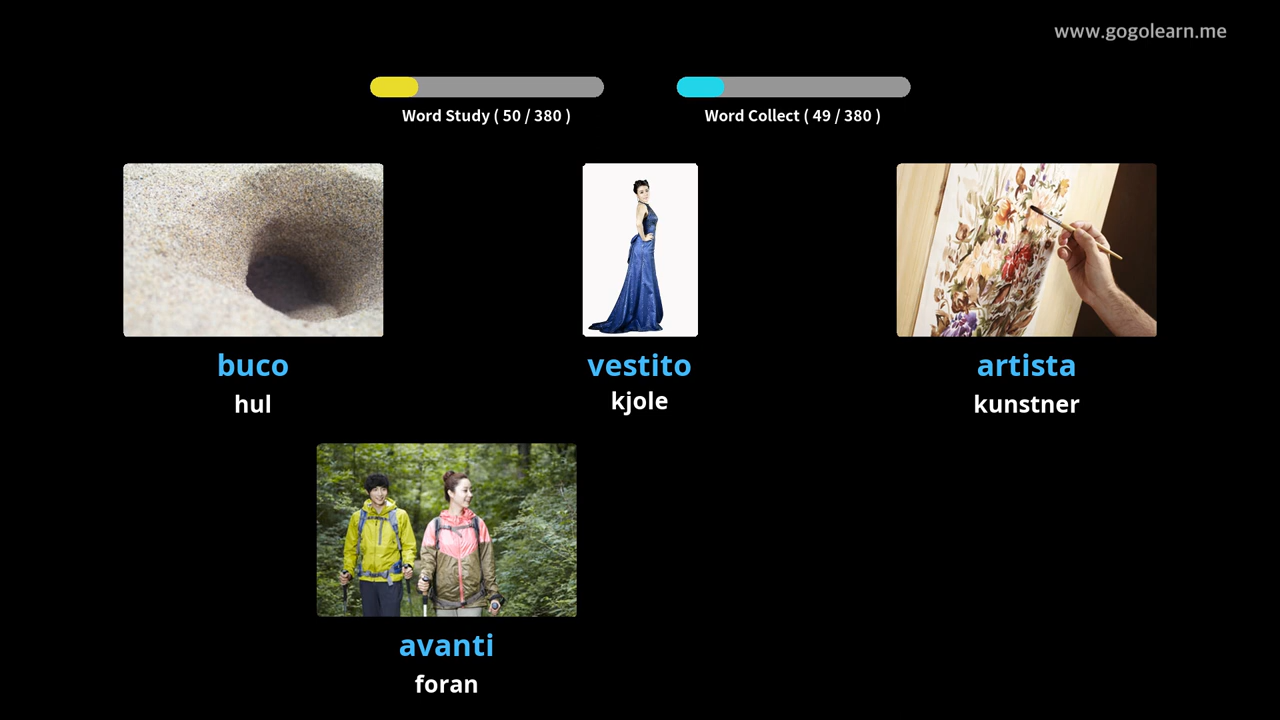 www.gogolearn.me
Word Study ( 50 / 380 )
Word Collect ( 49 / 380 )
buco
hul
vestito
kjole
artista
kunstner
avanti
foran